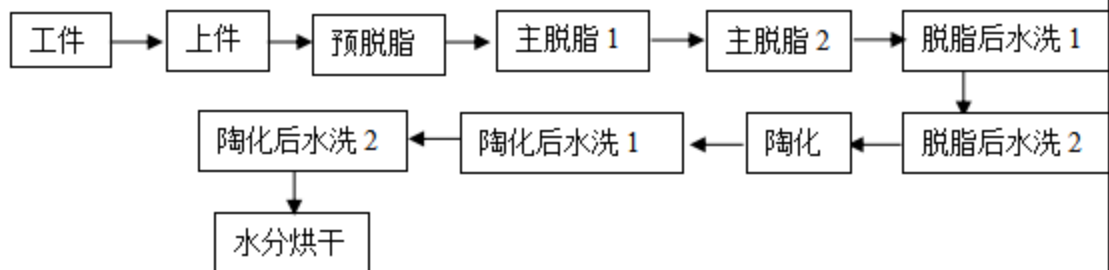 工件
上件
预脱脂
主脱脂1
主脱脂2
脱脂后水洗1
脱脂后水洗2
陶化
陶化后水洗1
陶化后水洗2
水分烘干